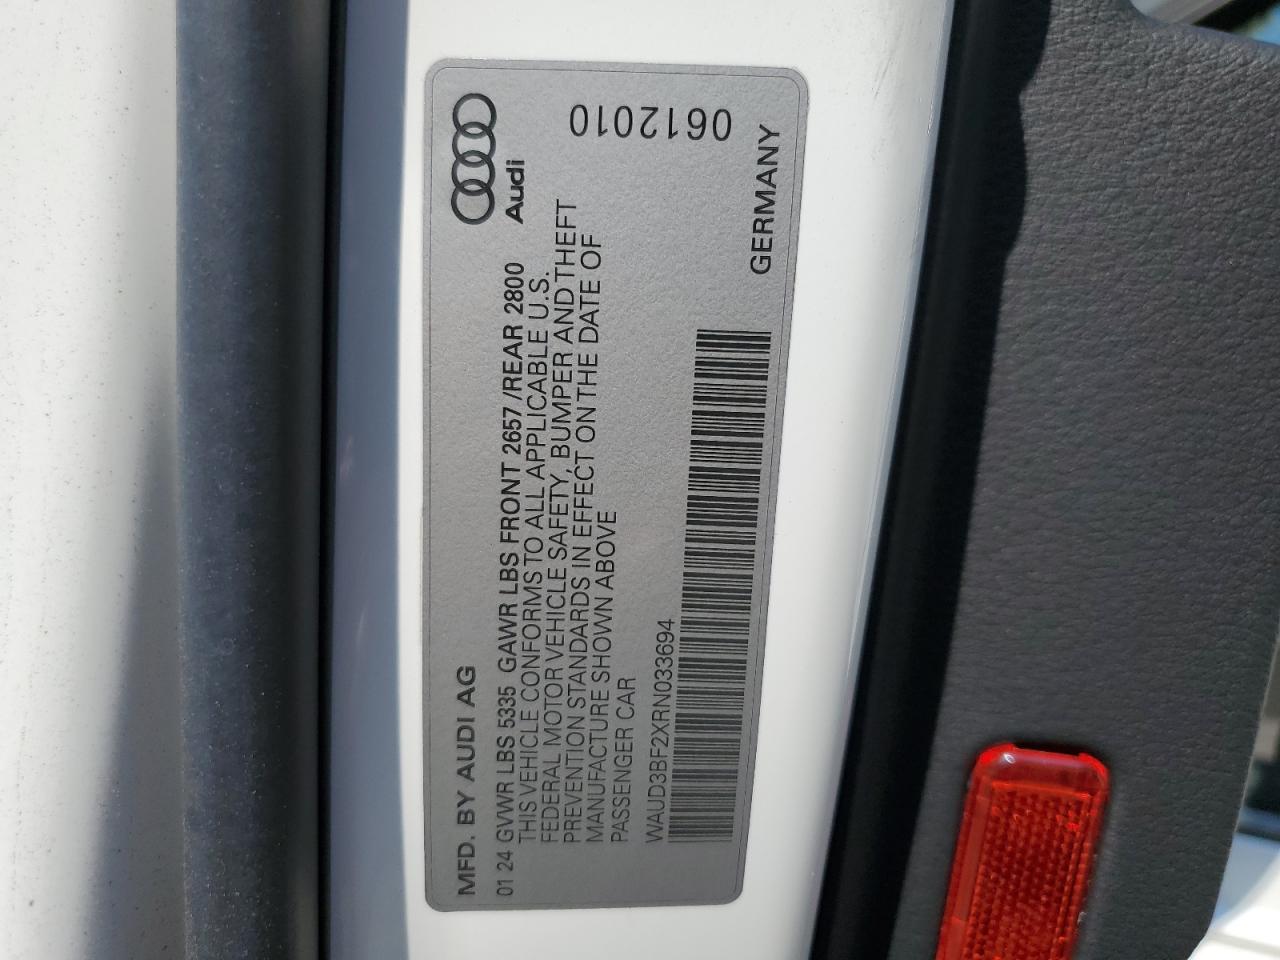 MFD. BY AUDI AG
Audi
01 24 GVWR LBS 5335 GAWR LBS FRONT 2657 /REAR 2800
THIS VEHICLE CONFORMS TO ALL APPLICABLE U.S.
FEDERAL MOTOR VEHICLE SAFETY, BUMPER AND THEFT
PREVENTION STANDARDS IN EFFECT ON THE DATE OF
MANUFACTURE SHOWN ABOVE
PASSENGER CAR
WAUD3BF2XRN033694
0612010
GERMANY